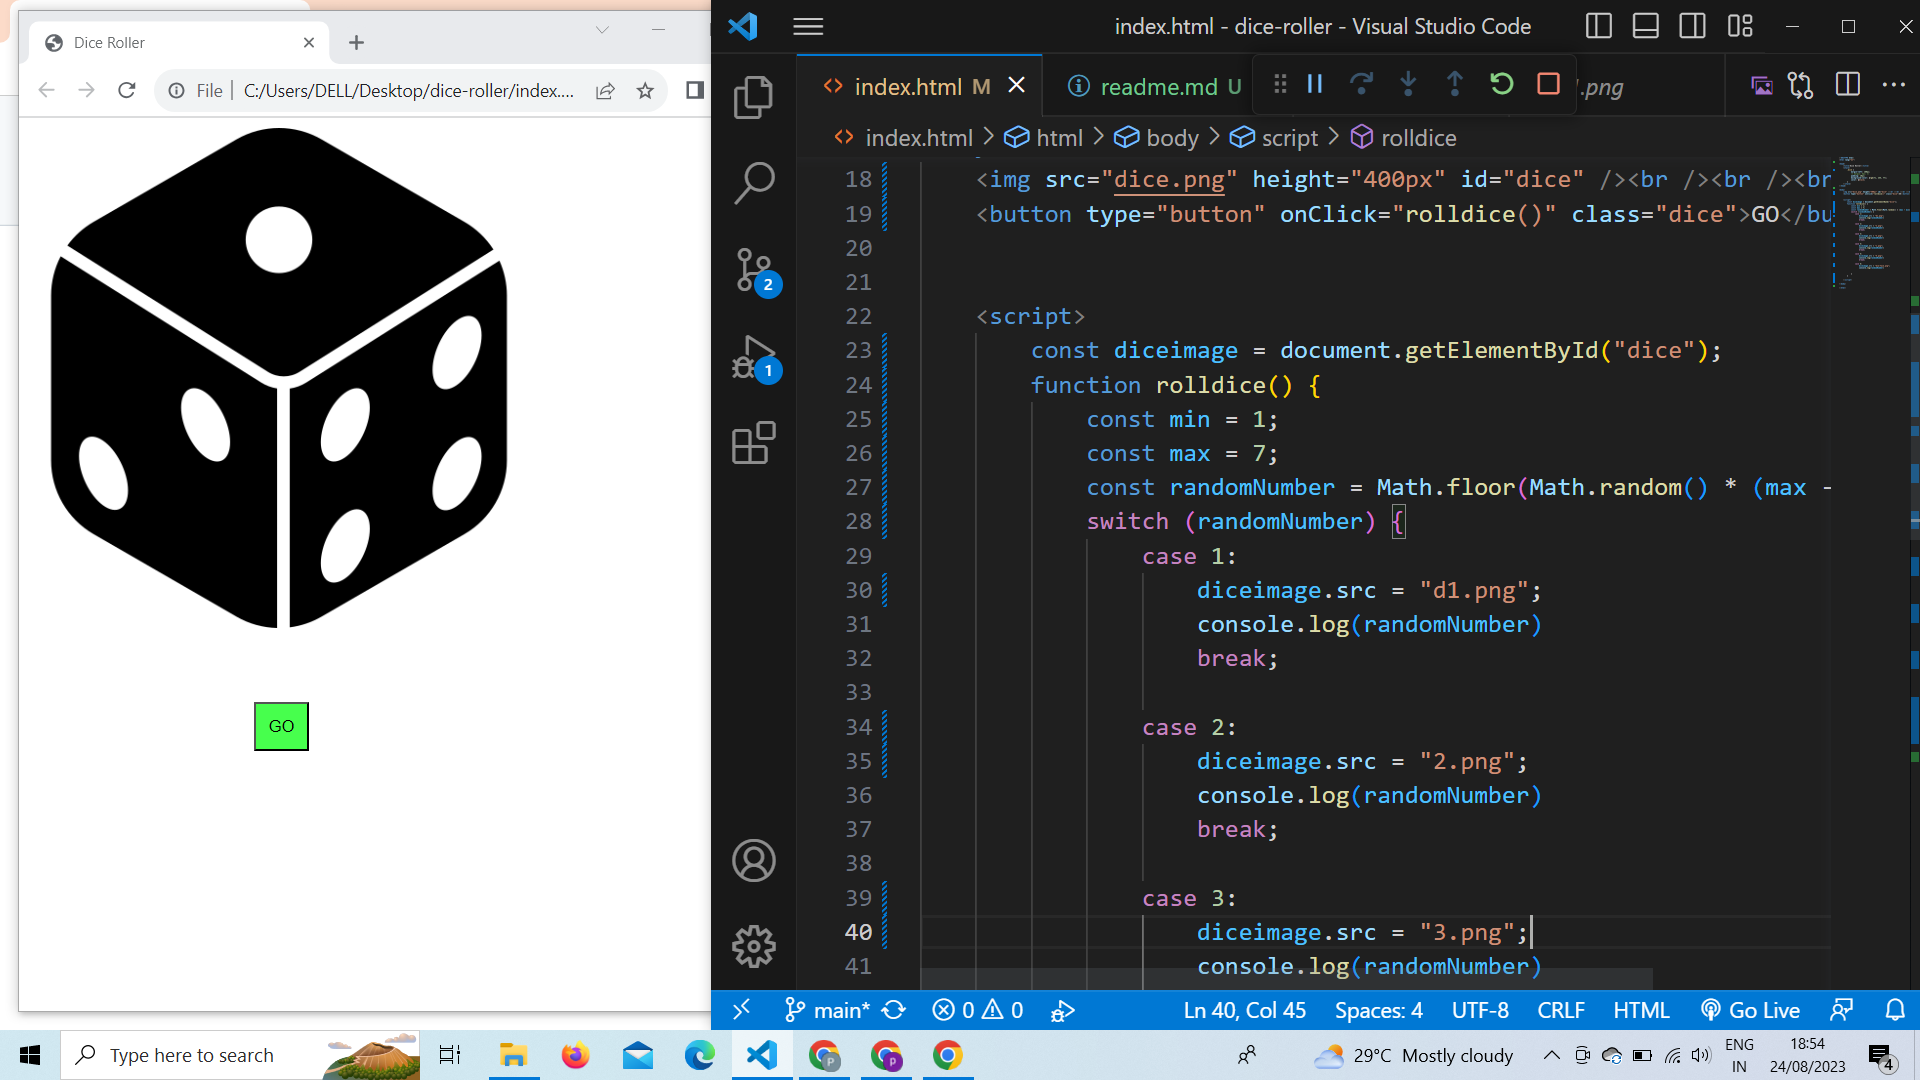 Dice Roller
File C:/Users/DELL/Desktop/dice-roller/index....
GO
index.html - dice-roller - Visual Studio Code
index.html M readme.md U .png
index.html > html > body > script > rolldice
18 <img src="dice.png" height="400px" id="dice" /><br /><br /><br
19 <button type="button" onClick="rolldice()" class="dice">GO</bu
20
21
22 <script>
23 const diceimage = document.getElementById("dice");
24 function rolldice() {
25 const min = 1;
26 const max = 7;
27 const randomNumber = Math.floor(Math.random() * (max -
28 switch (randomNumber) {
29 case 1:
30 diceimage.src = "d1.png";
31 console.log(randomNumber)
32 break;
33
34 case 2:
35 diceimage.src = "2.png";
36 console.log(randomNumber)
37 break;
38
39 case 3:
40 diceimage.src = "3.png";
41 console.log(randomNumber)
2
1
main* 0 0 Ln 40, Col 45 Spaces: 4 UTF-8 CRLF HTML Go Live
Type here to search
P
P
29°C Mostly cloudy
ENG
IN
18:54
24/08/2023
4